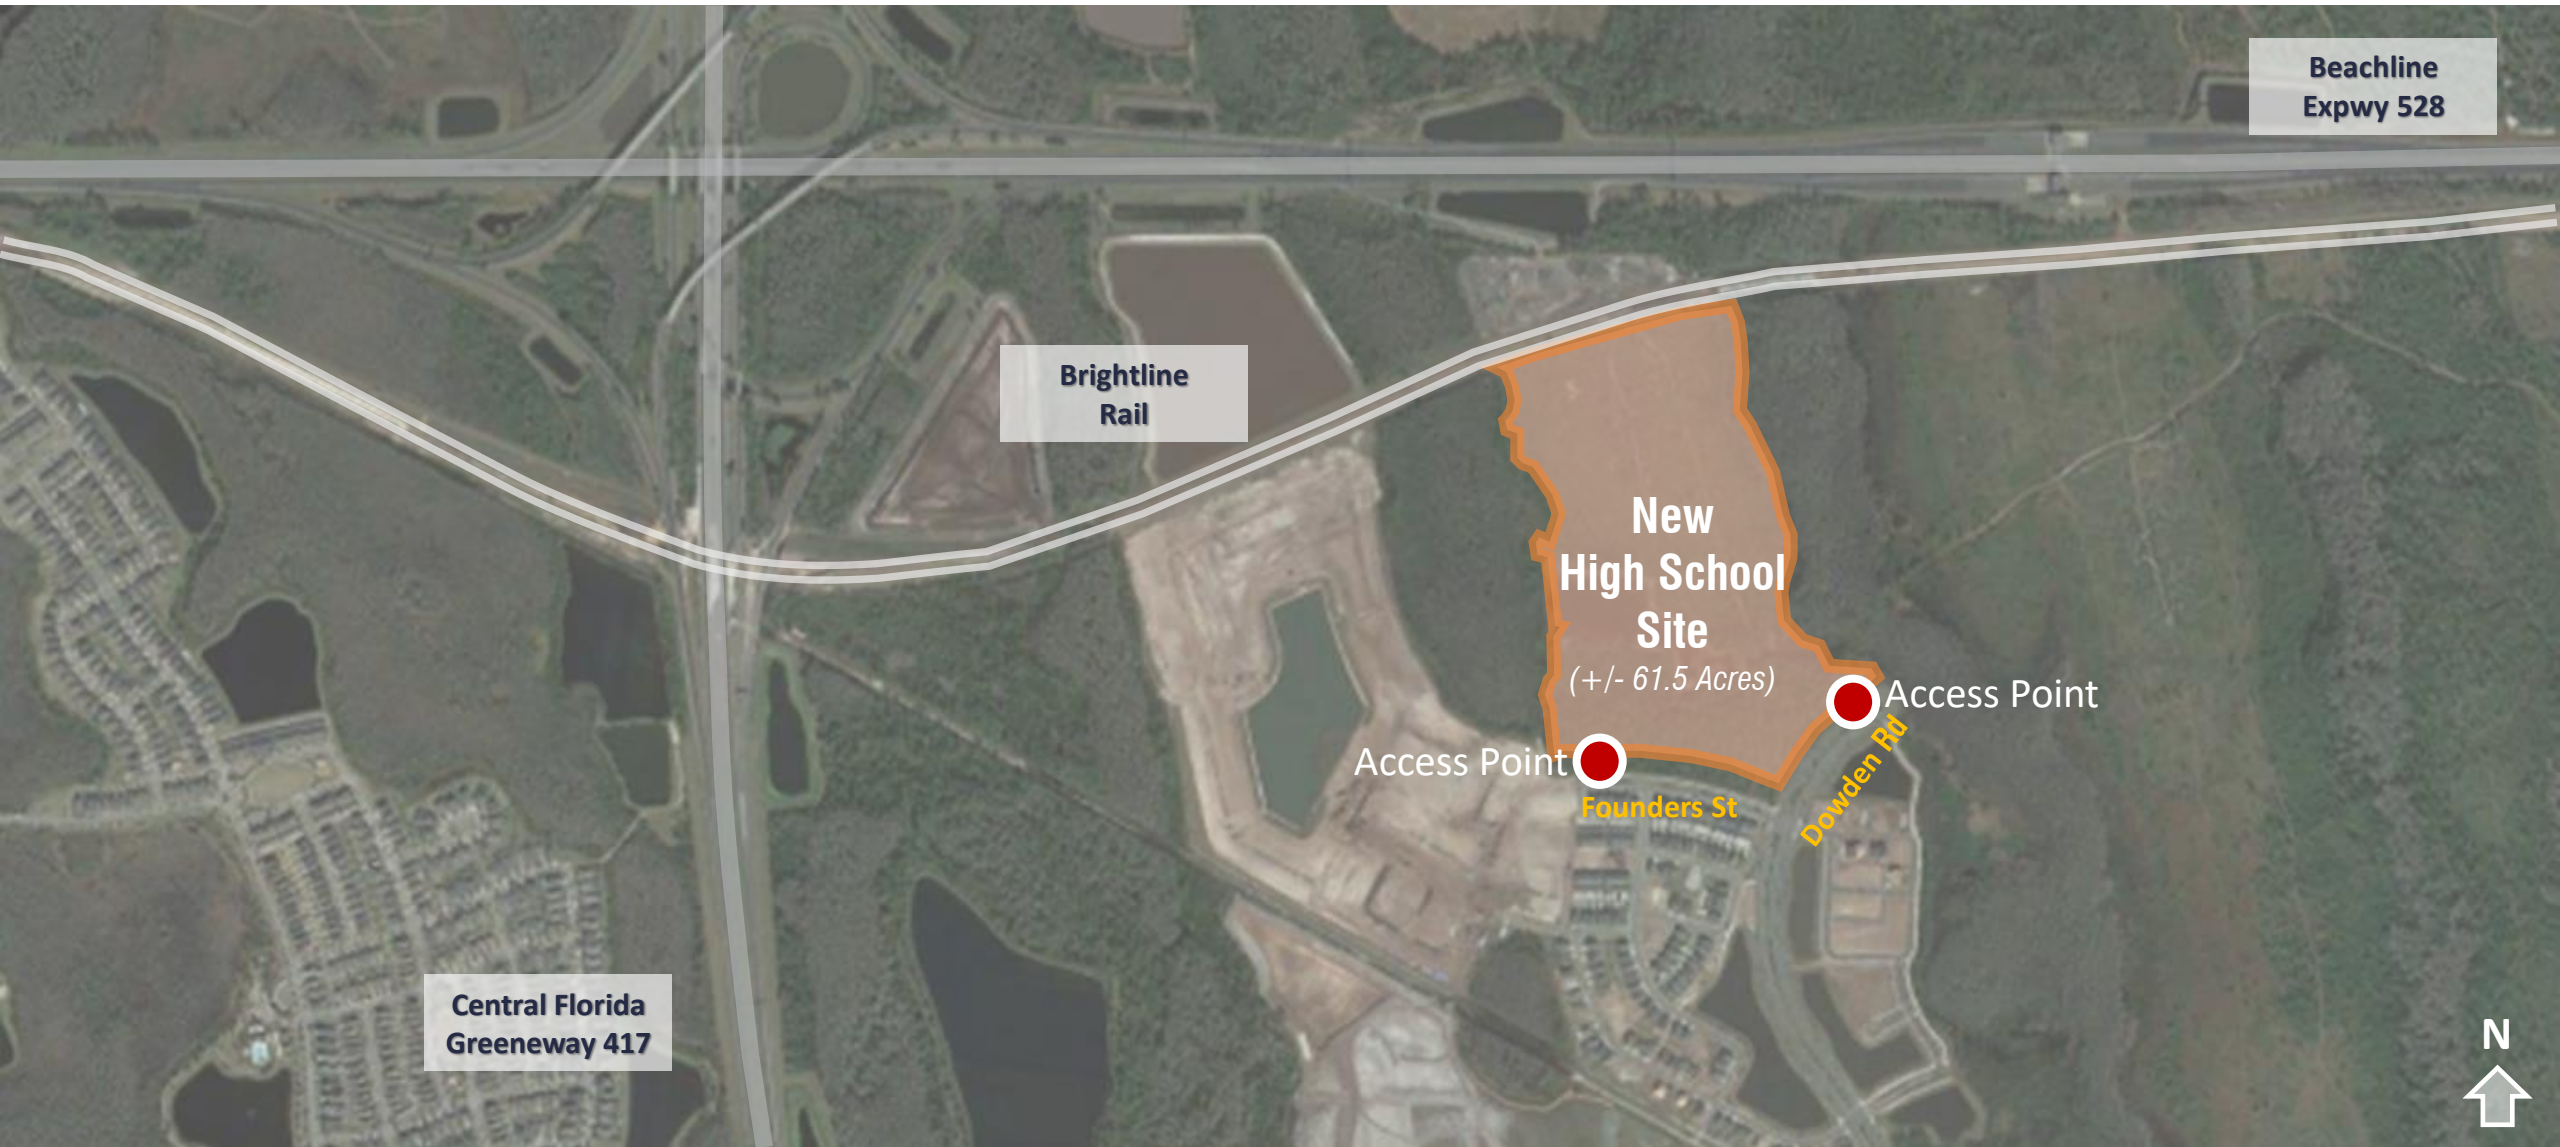 Beachline
Expwy 528
Brightline
Rail
New
High School
Site
(+/- 61.5 Acres)
Access Point
Dowden Rd
Access Point
Founders St
Central Florida
Greeneway 417
N